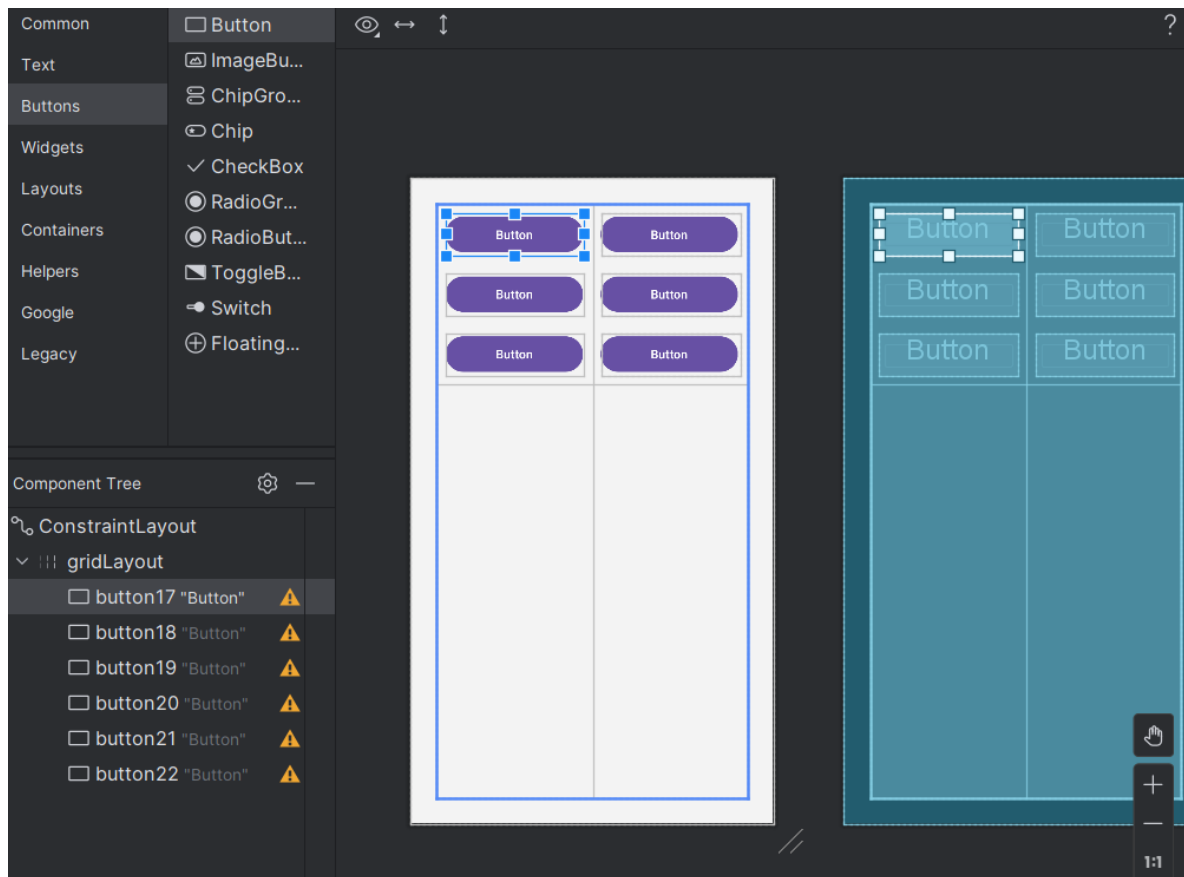 Common
Text
Buttons
Widgets
Layouts
Containers
Helpers
Google
Legacy
Button
ImageBu...
ChipGro...
Chip
CheckBox
RadioGr...
RadioBut...
ToggleB...
Switch
Floating...
?
Component Tree
ConstraintLayout
gridLayout
button17 "Button"
button18 "Button"
button19 "Button"
button20 "Button"
button21 "Button"
button22 "Button"
Button Button
Button Button
Button Button
Button Button
Button Button
Button Button
1:1